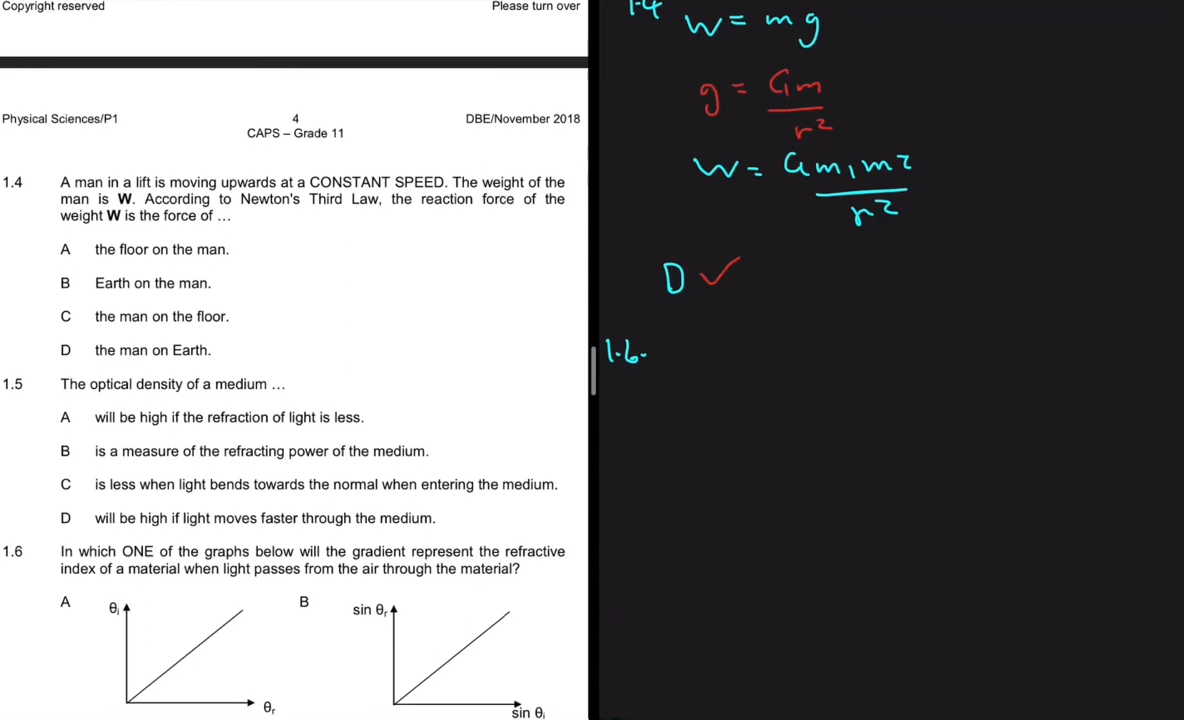 Copyright reserved Please turn over
Physical Sciences/P1 4 DBE/November 2018
CAPS – Grade 11
1.4 A man in a lift is moving upwards at a CONSTANT SPEED. The weight of the
man is W. According to Newton's Third Law, the reaction force of the
weight W is the force of …
A the floor on the man.
B Earth on the man.
C the man on the floor.
D the man on Earth.
1.5 The optical density of a medium …
A will be high if the refraction of light is less.
B is a measure of the refracting power of the medium.
C is less when light bends towards the normal when entering the medium.
D will be high if light moves faster through the medium.
1.6 In which ONE of the graphs below will the gradient represent the refractive
index of a material when light passes from the air through the material?
A θi θr
B sin θr sin θi
1.4 W = mg
g = Gm
r²
W = Gm1m2
r²
D ✓
1.6.